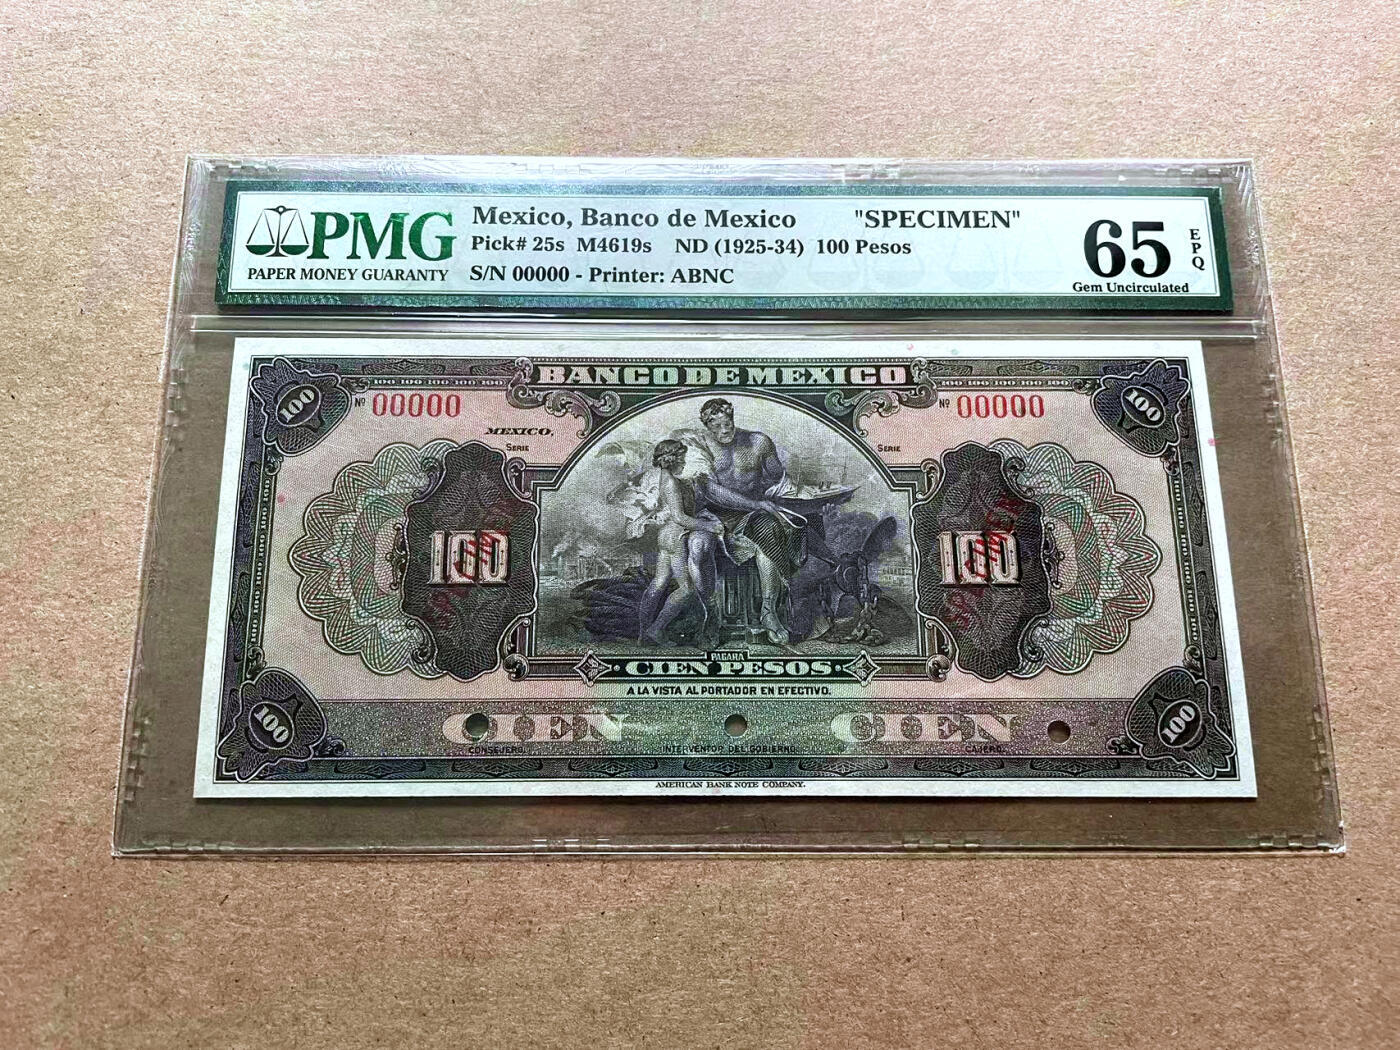 PMG
PAPER MONEY GUARANTY
Mexico, Banco de Mexico "SPECIMEN"
Pick# 25s M4619s ND (1925-34) 100 Pesos
S/N 00000 - Printer: ABNC
65
EPQ
Gem Uncirculated
BANCO DE MEXICO
100 100 100 100 100
100 100 100 100 100
100
100
Nº 00000
Nº 00000
MEXICO,
SERIE
SERIE
100
100
SPECIMEN
SPECIMEN
PAGARA
CIEN PESOS
A LA VISTA AL PORTADOR EN EFECTIVO.
100
100
CIEN
CIEN
CONSEJERO.
INTERVENTOR DEL GOBIERNO.
CAJERO.
AMERICAN BANK NOTE COMPANY.